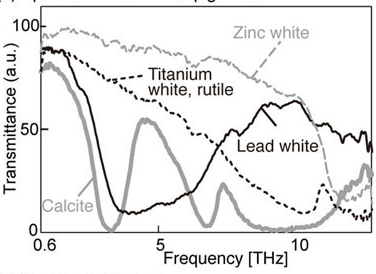 100
Zinc white
Titanium
white, rutile
Transmittance (a.u.)
50
Lead white
Calcite
0
0.6
5
10
Frequency [THz]